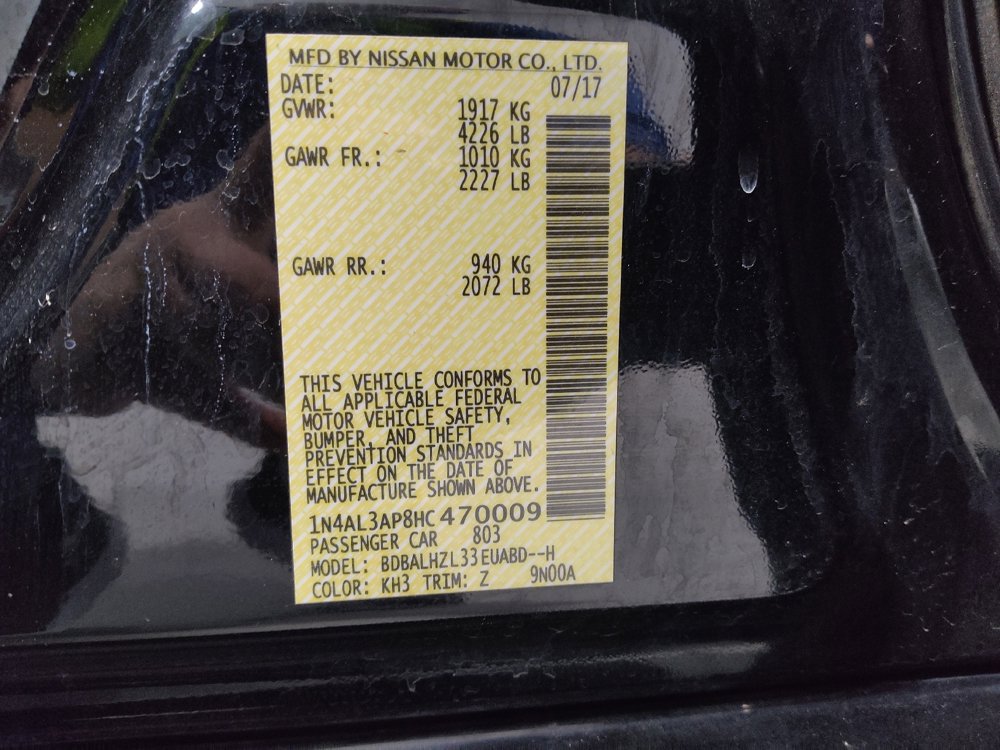 MFD BY NISSAN MOTOR CO., LTD.
DATE: 07/17
GVWR: 1917 KG
4226 LB
GAWR FR.: 1010 KG
2227 LB
GAWR RR.: 940 KG
2072 LB
THIS VEHICLE CONFORMS TO
ALL APPLICABLE FEDERAL
MOTOR VEHICLE SAFETY,
BUMPER, AND THEFT
PREVENTION STANDARDS IN
EFFECT ON THE DATE OF
MANUFACTURE SHOWN ABOVE.
1N4AL3AP8HC470009
PASSENGER CAR 803
MODEL: BDBALHZL33EUABD--H
COLOR: KH3 TRIM: Z 9N00A